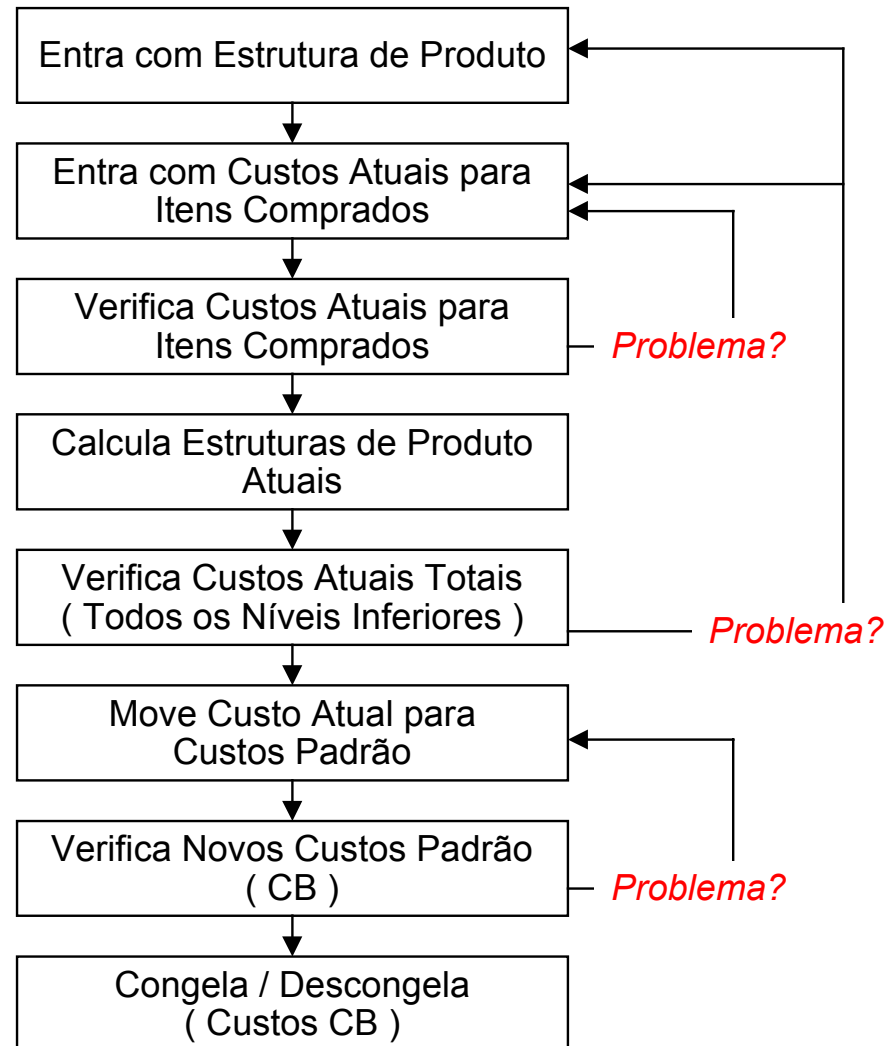 Entra com Estrutura de Produto
Entra com Custos Atuais para
Itens Comprados
Verifica Custos Atuais para
Itens Comprados
Problema?
Calcula Estruturas de Produto
Atuais
Verifica Custos Atuais Totais
( Todos os Níveis Inferiores )
Problema?
Move Custo Atual para
Custos Padrão
Verifica Novos Custos Padrão
( CB )
Problema?
Congela / Descongela
( Custos CB )